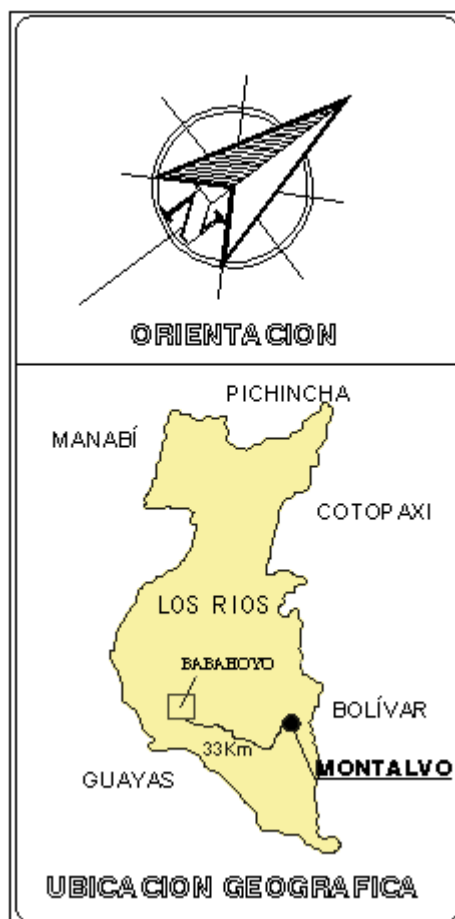 N
ORIENTACION
PICHINCHA
MANABÍ
COTOPAXI
LOS RIOS
BABAHOYO
BOLÍVAR
33Km
MONTALVO
GUAYAS
UBICACION GEOGRAFICA